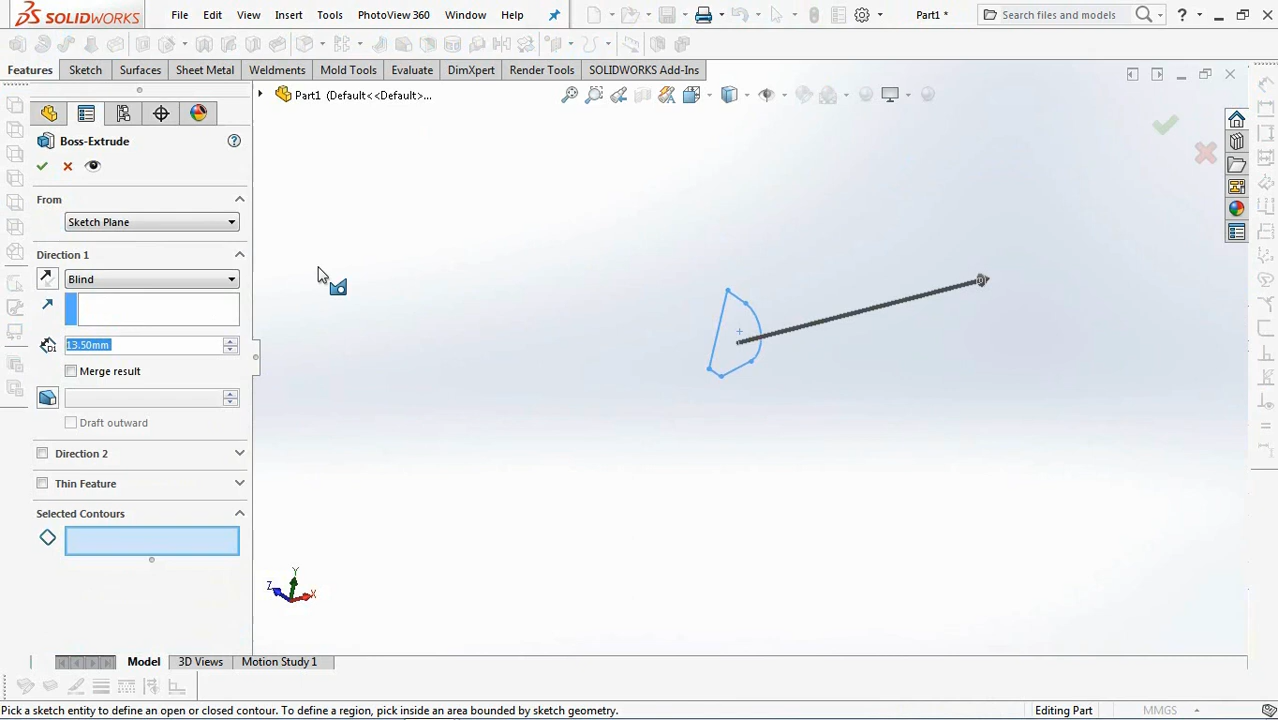 SOLIDWORKS File Edit View Insert Tools PhotoView 360 Window Help Part1 * Search files and models ?
Features Sketch Surfaces Sheet Metal Weldments Mold Tools Evaluate DimXpert Render Tools SOLIDWORKS Add-Ins
Part1 (Default<<Default>...
Boss-Extrude ?
From
Sketch Plane
Direction 1
Blind
D1 13.50mm
Merge result
Draft outward
Direction 2
Thin Feature
Selected Contours
Y
Z X
Model 3D Views Motion Study 1
Pick a sketch entity to define an open or closed contour. To define a region, pick inside an area bounded by sketch geometry. Editing Part MMGS